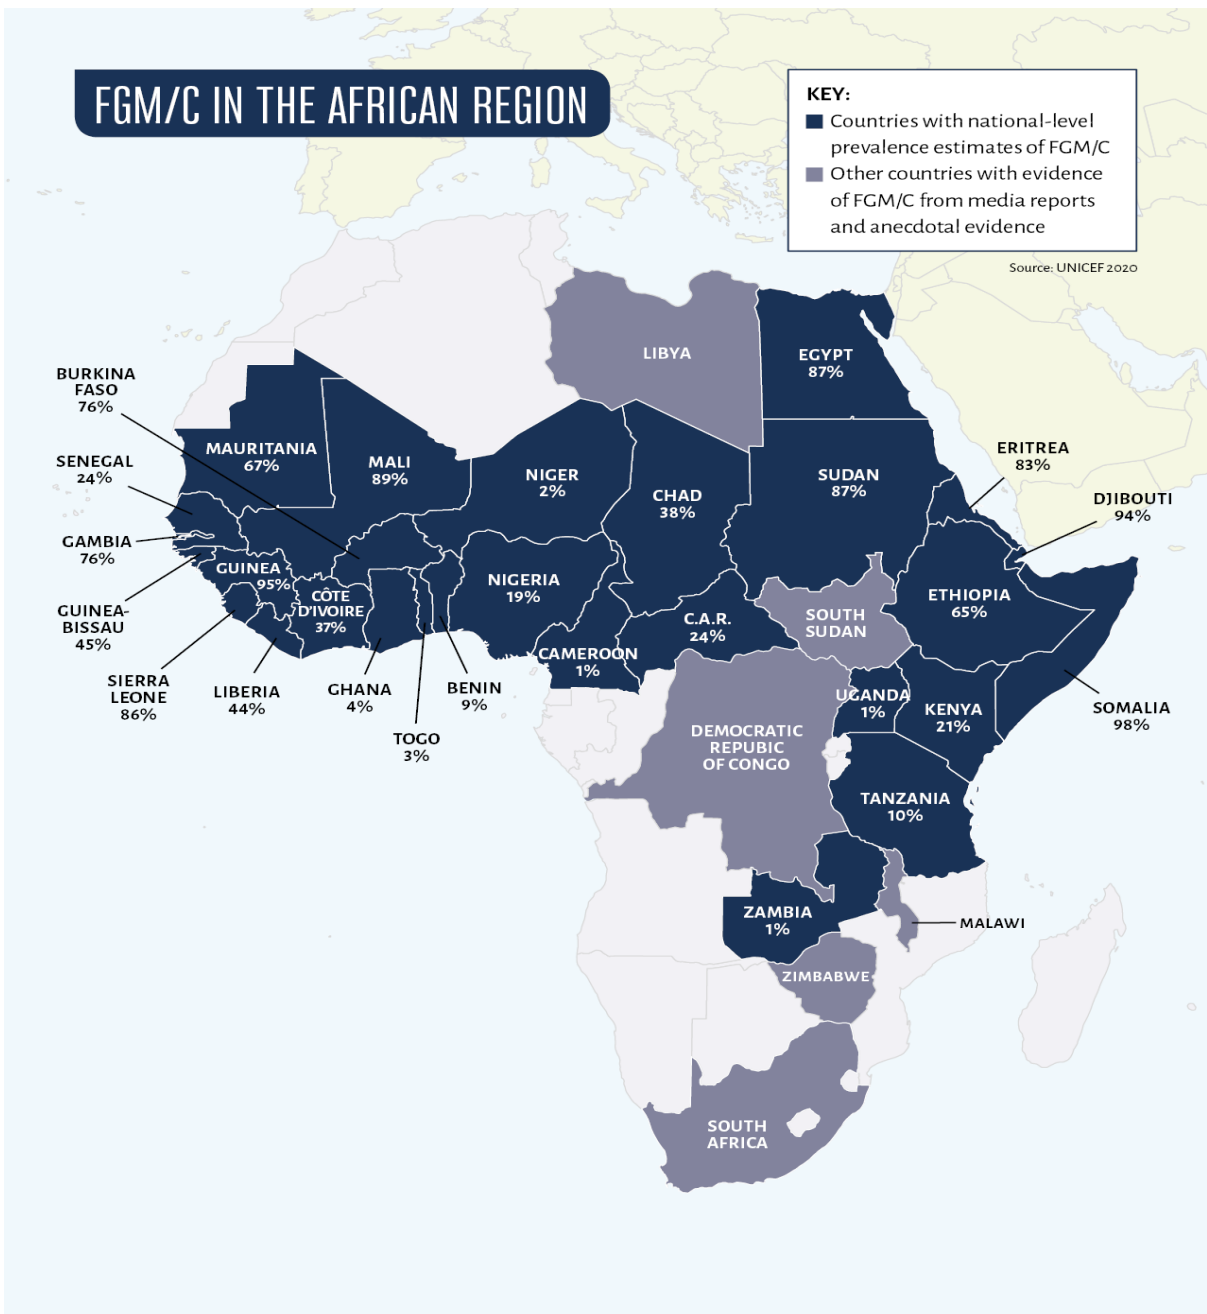 FGM/C IN THE AFRICAN REGION
KEY:
Countries with national-level
prevalence estimates of FGM/C
Other countries with evidence
of FGM/C from media reports
and anecdotal evidence
Source: UNICEF 2020
LIBYA
EGYPT
87%
BURKINA
FASO
76%
MAURITANIA
67%
MALI
89%
NIGER
2%
CHAD
38%
SUDAN
87%
ERITREA
83%
DJIBOUTI
94%
SENEGAL
24%
GAMBIA
76%
GUINEA
95%
GUINEA-
BISSAU
45%
CÔTE
D'IVOIRE
37%
NIGERIA
19%
C.A.R.
24%
SOUTH
SUDAN
ETHIOPIA
65%
CAMEROON
1%
SIERRA
LEONE
86%
LIBERIA
44%
GHANA
4%
TOGO
3%
BENIN
9%
UGANDA
1%
KENYA
21%
SOMALIA
98%
DEMOCRATIC
REPUBIC
OF CONGO
TANZANIA
10%
ZAMBIA
1%
MALAWI
ZIMBABWE
SOUTH
AFRICA